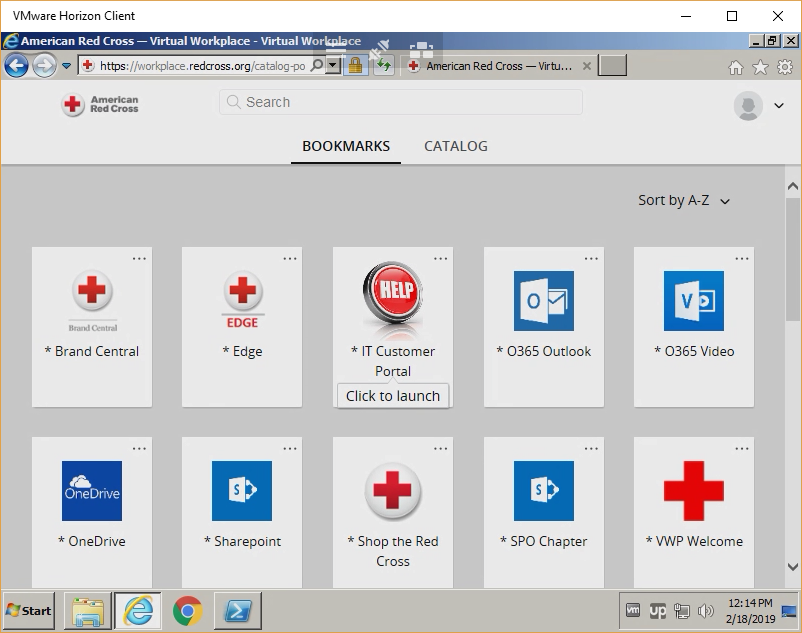 VMware Horizon Client
American Red Cross — Virtual Workplace - Virtual Workplace
https://workplace.redcross.org/catalog-po
American Red Cross — Virtu...
American
Red Cross
Search
BOOKMARKS
CATALOG
Sort by A-Z
Brand Central
EDGE
HELP
O
V
* Brand Central
* Edge
* IT Customer
Portal
* O365 Outlook
* O365 Video
Click to launch
OneDrive
S
S
* OneDrive
* Sharepoint
* Shop the Red
Cross
* SPO Chapter
* VWP Welcome
Start
vm
up
12:14 PM
2/18/2019